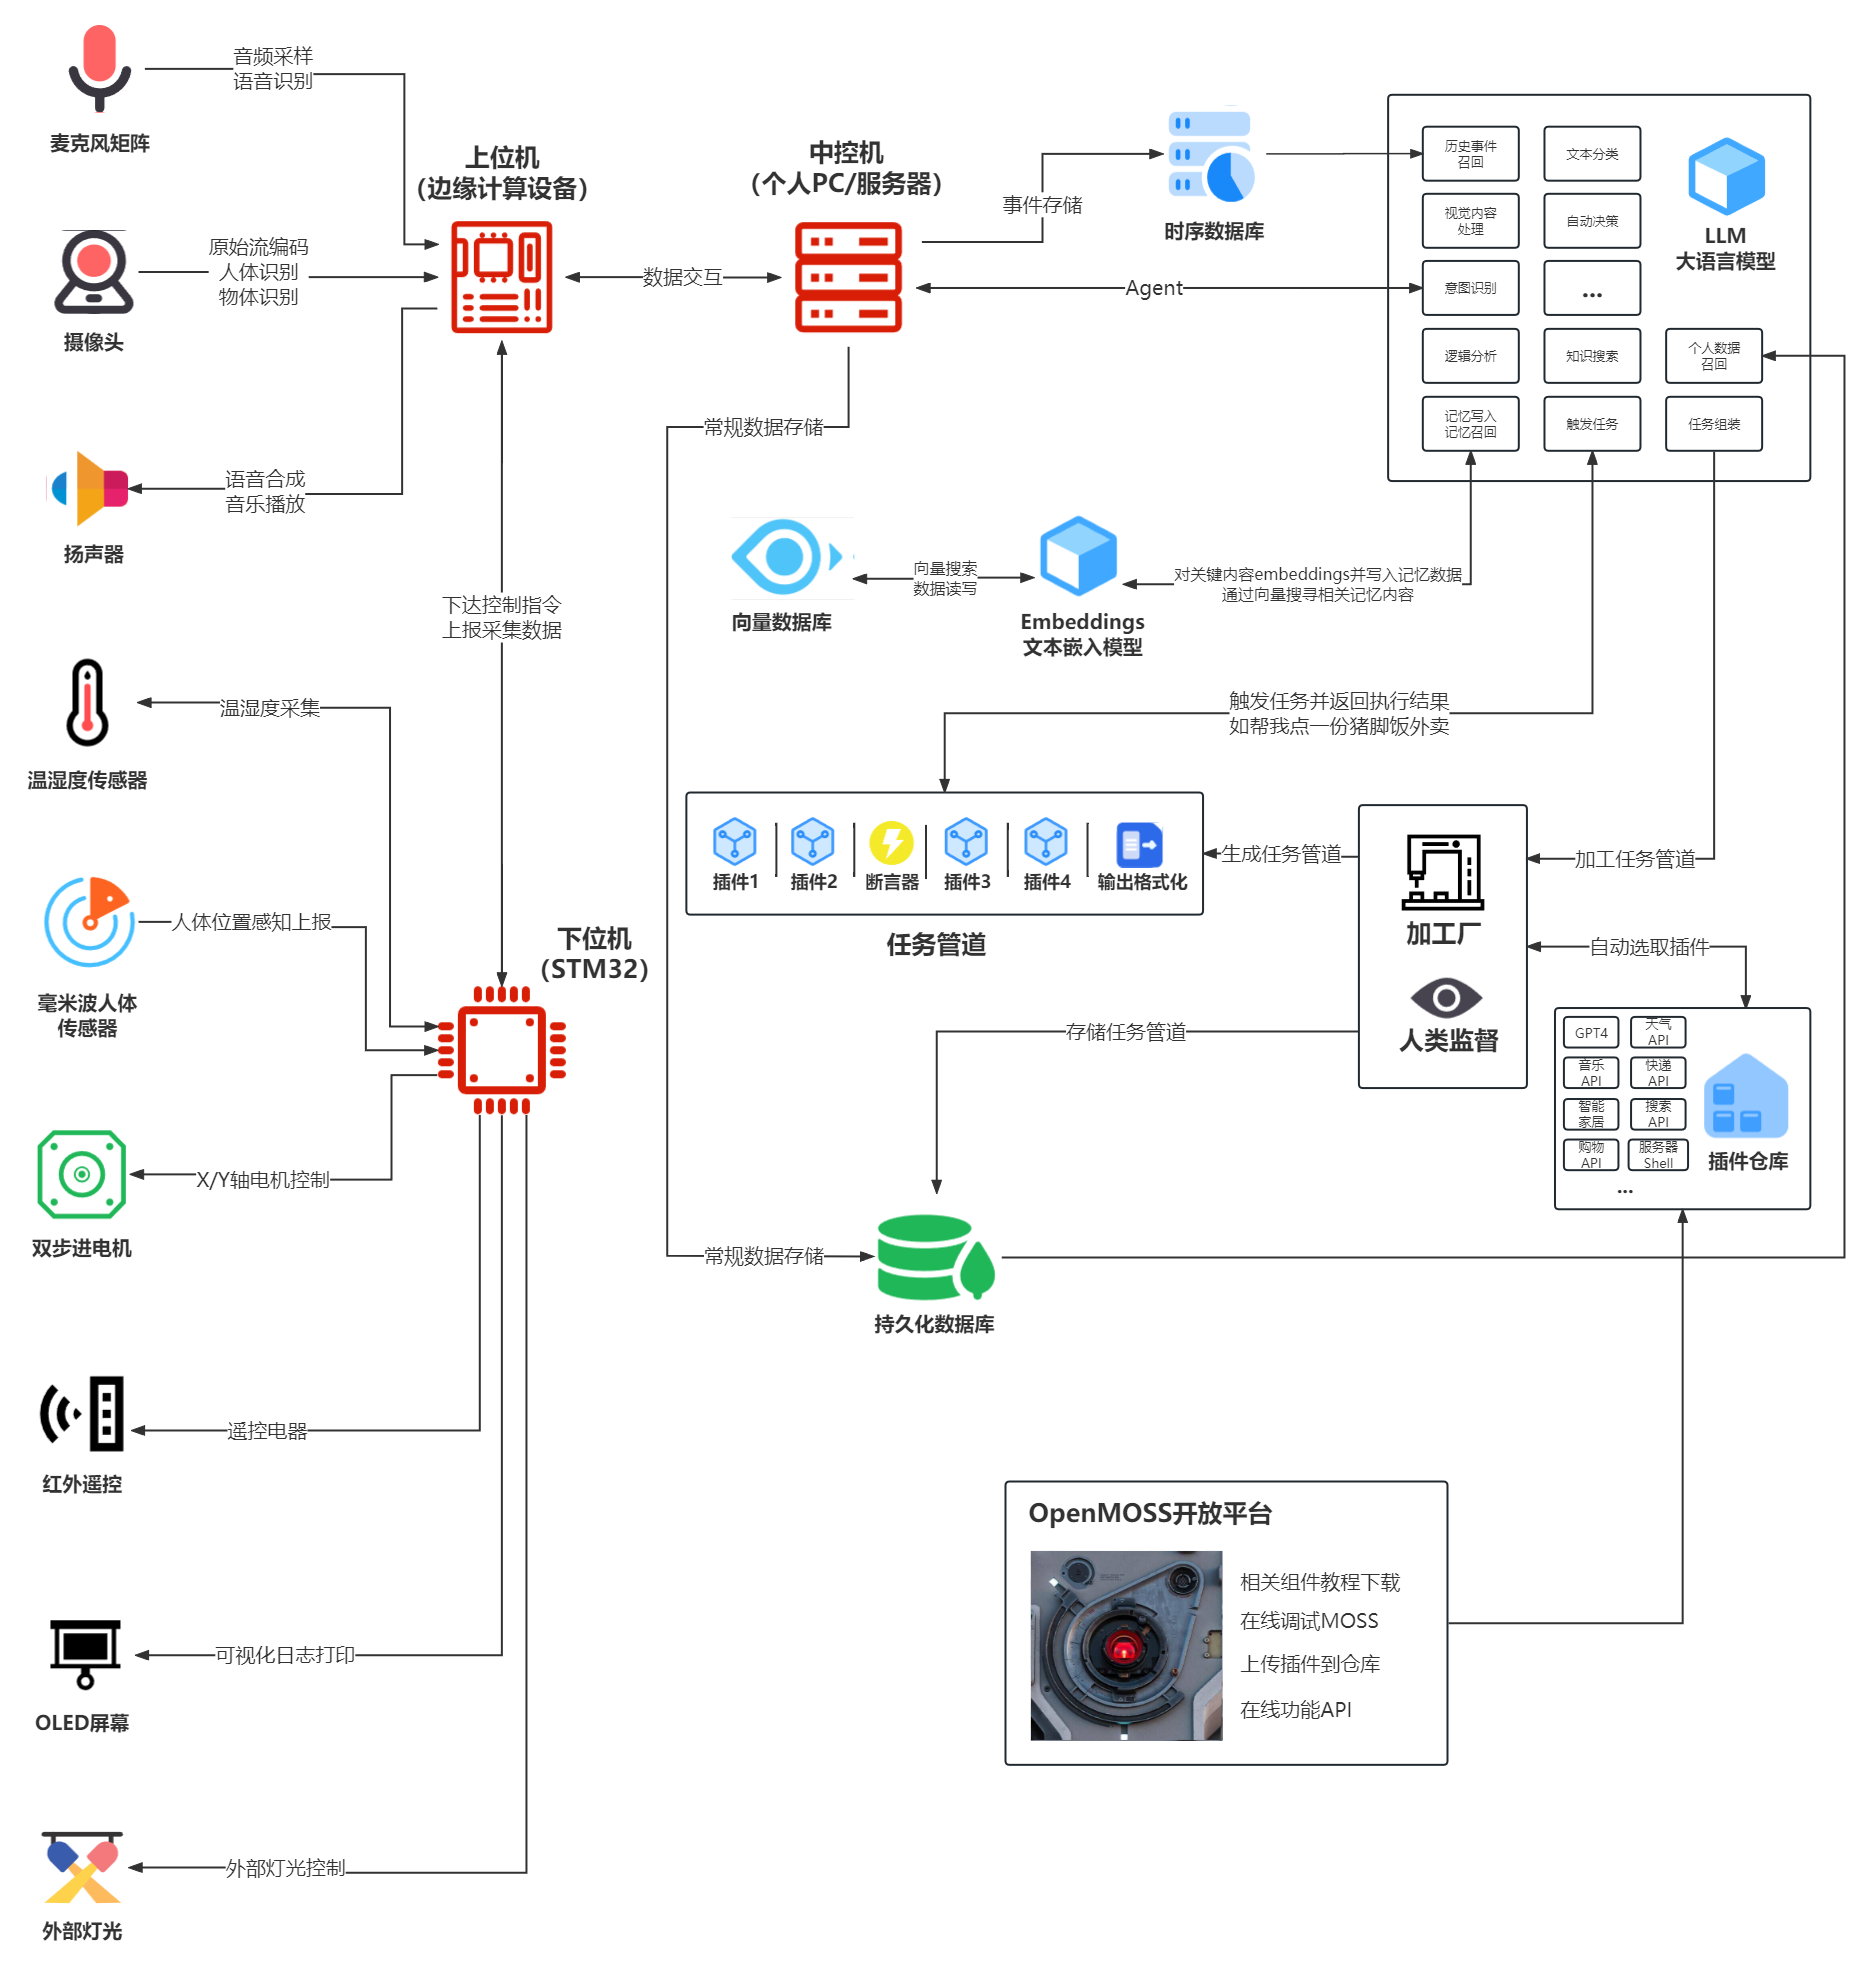 音频采样
语音识别
麦克风矩阵
原始流编码
人体识别
物体识别
摄像头
语音合成
音乐播放
扬声器
上位机
（边缘计算设备）
数据交互
中控机
（个人PC/服务器）
事件存储
时序数据库
Agent
历史事件
召回
文本分类
视觉内容
处理
自动决策
意图识别
...
逻辑分析
知识搜索
个人数据
召回
记忆写入
记忆召回
触发任务
任务组装
LLM
大语言模型
常规数据存储
向量数据库
向量搜索
数据读写
Embeddings
文本嵌入模型
对关键内容embeddings并写入记忆数据
通过向量搜寻相关记忆内容
下达控制指令
上报采集数据
触发任务并返回执行结果
如帮我点一份猪脚饭外卖
温湿度采集
温湿度传感器
人体位置感知上报
毫米波人体
传感器
下位机
（STM32）
插件1
插件2
断言器
插件3
插件4
输出格式化
任务管道
生成任务管道
加工厂
人类监督
加工任务管道
自动选取插件
存储任务管道
GPT4
天气
API
音乐
API
快递
API
智能
家居
搜索
API
购物
API
服务器
Shell
...
插件仓库
X/Y轴电机控制
双步进电机
常规数据存储
持久化数据库
遥控电器
红外遥控
可视化日志打印
OLED屏幕
外部灯光控制
外部灯光
OpenMOSS开放平台
相关组件教程下载
在线调试MOSS
上传插件到仓库
在线功能API